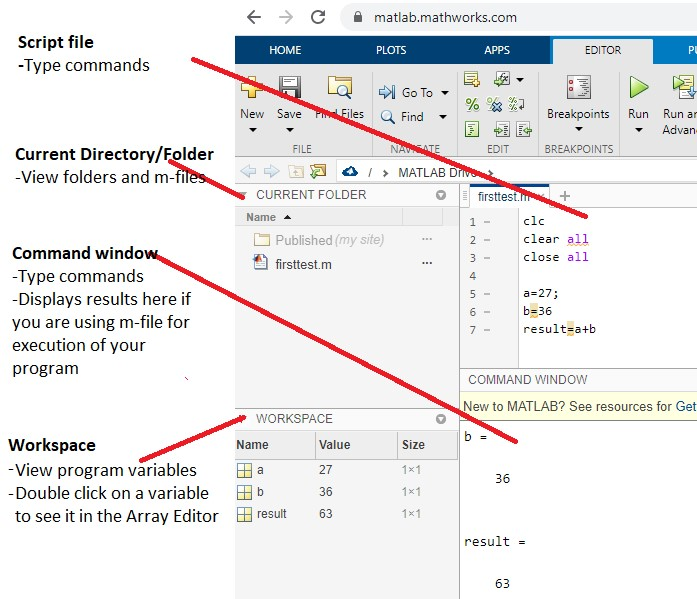 matlab.mathworks.com
Script file
-Type commands
HOME PLOTS APPS EDITOR
New Save Find Files Go To Find Breakpoints Run Run an
Advanc
FILE NAVIGATE EDIT BREAKPOINTS
Current Directory/Folder
-View folders and m-files
/ MATLAB Drive
CURRENT FOLDER
Name
Published (my site)
firsttest.m
firsttest.m
1 - clc
2 - clear all
3 - close all
4
5 - a=27;
6 - b=36
7 - result=a+b
Command window
-Type commands
-Displays results here if
you are using m-file for
execution of your
program
COMMAND WINDOW
New to MATLAB? See resources for Get
b =
36
result =
63
Workspace
-View program variables
-Double click on a variable
to see it in the Array Editor
WORKSPACE
Name Value Size
a 27 1×1
b 36 1×1
result 63 1×1